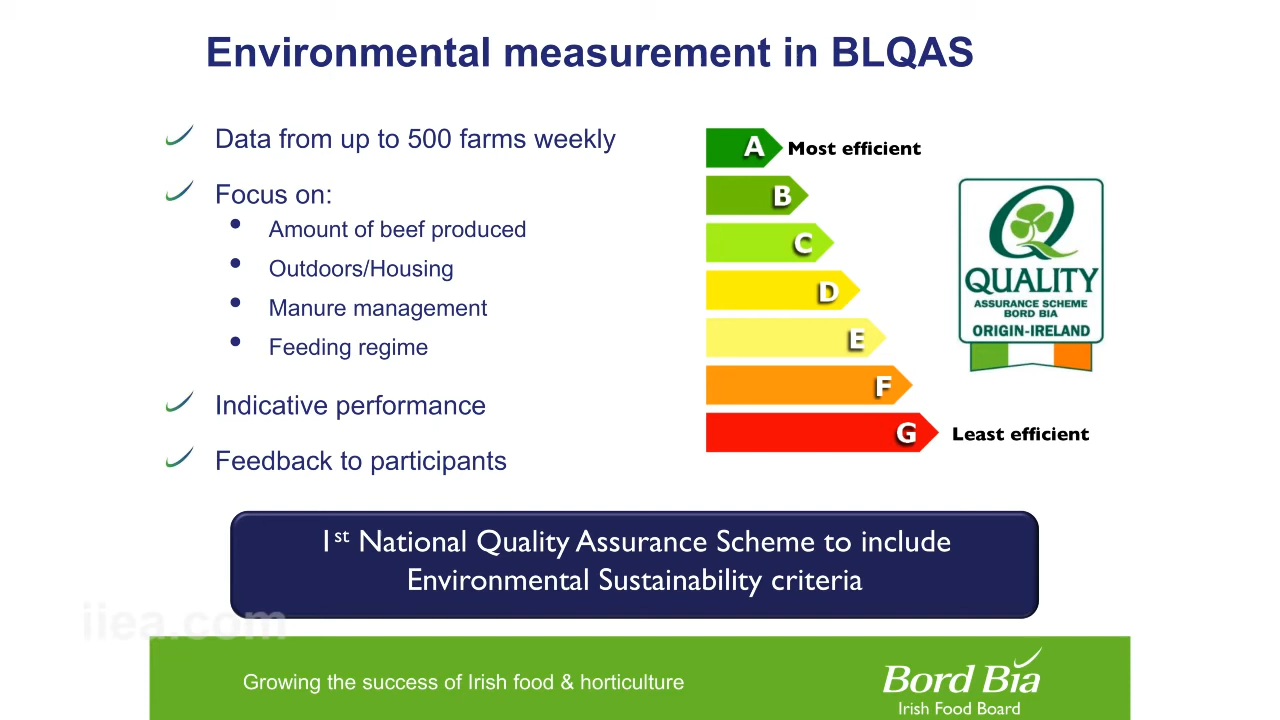 Environmental measurement in BLQAS
Data from up to 500 farms weekly
Focus on:
Amount of beef produced
Outdoors/Housing
Manure management
Feeding regime
Indicative performance
Feedback to participants
A Most efficient
B
C
D
E
F
G Least efficient
Q
QUALITY
ASSURANCE SCHEME
BORD BIA
ORIGIN-IRELAND
1st National Quality Assurance Scheme to include
Environmental Sustainability criteria
iiea.com
Growing the success of Irish food & horticulture
Bord Bia
Irish Food Board